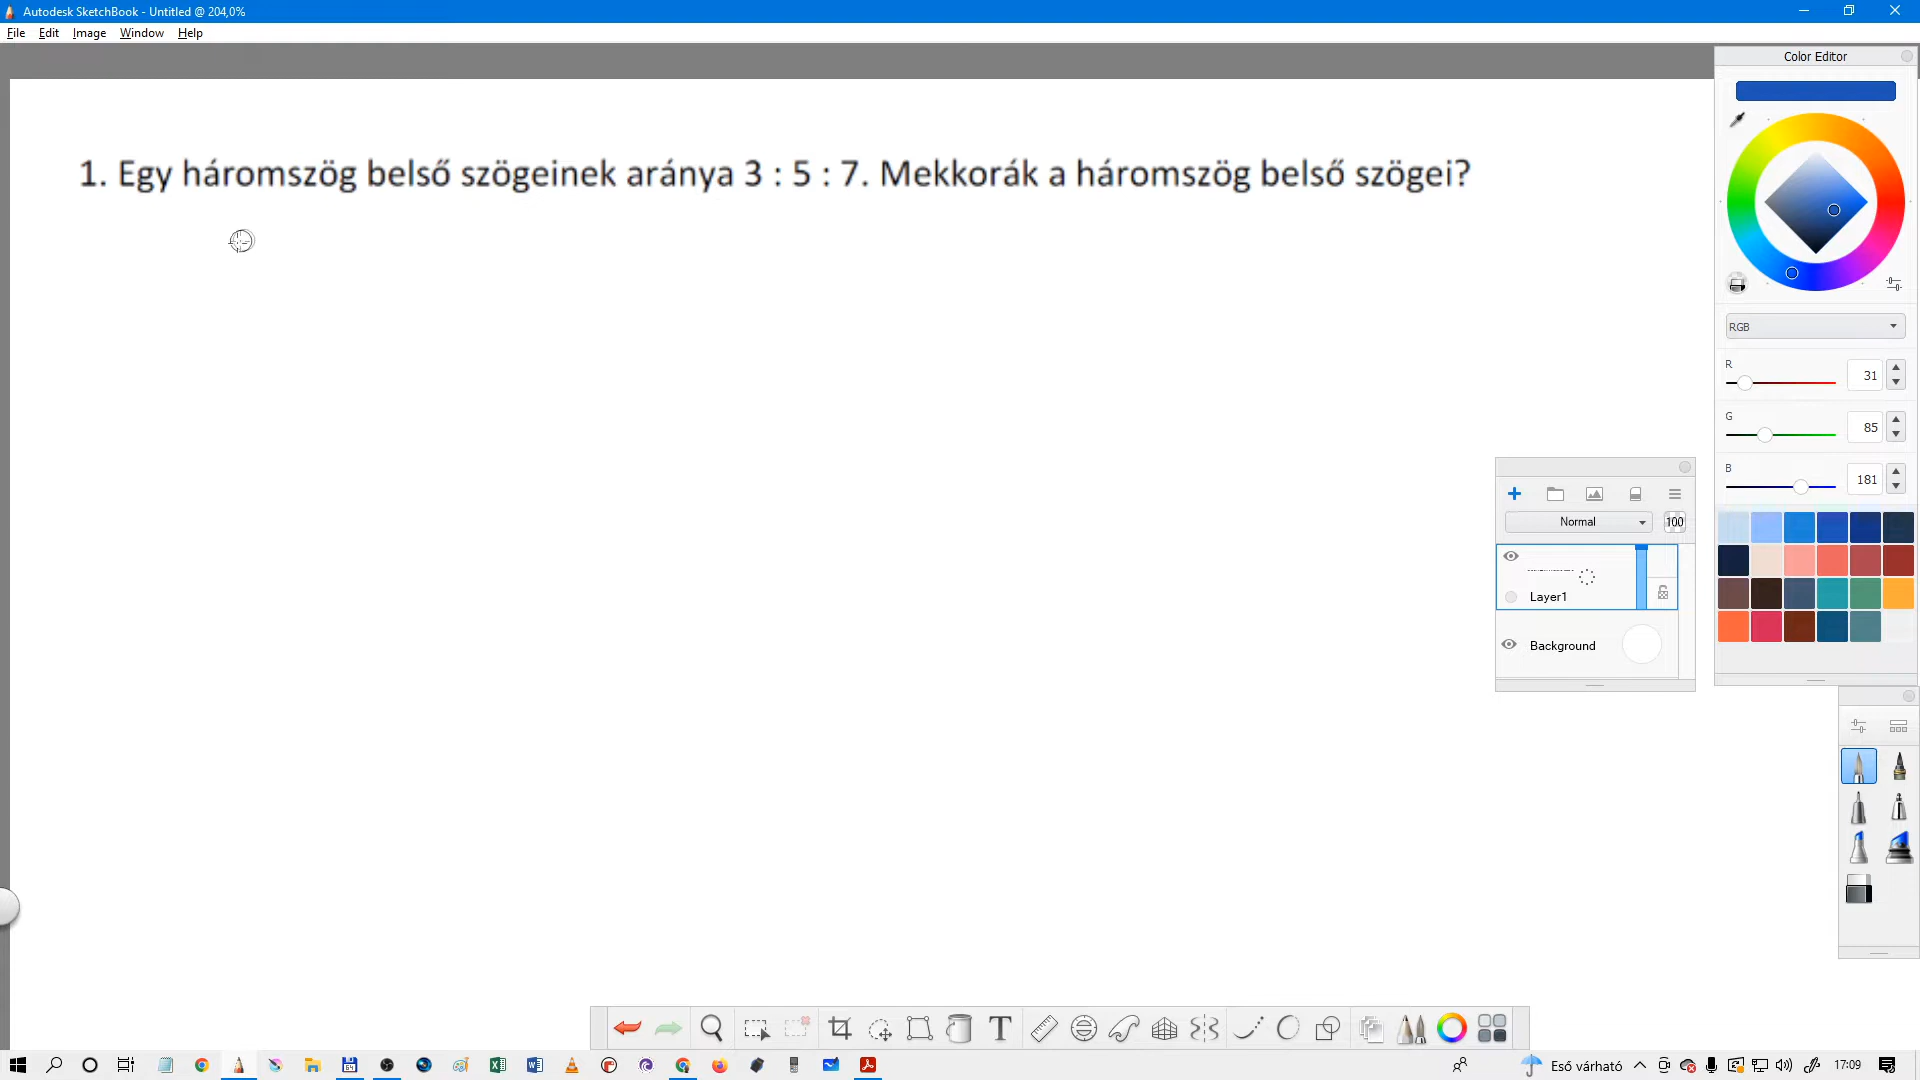 Autodesk SketchBook - Untitled @ 204,0%
File Edit Image Window Help
Color Editor
1. Egy háromszög belső szögeinek aránya 3 : 5 : 7. Mekkorák a háromszög belső szögei?
RGB
R
31
G
85
B
181
Normal
100
Layer1
Background
T
64
Eső várható
17:09